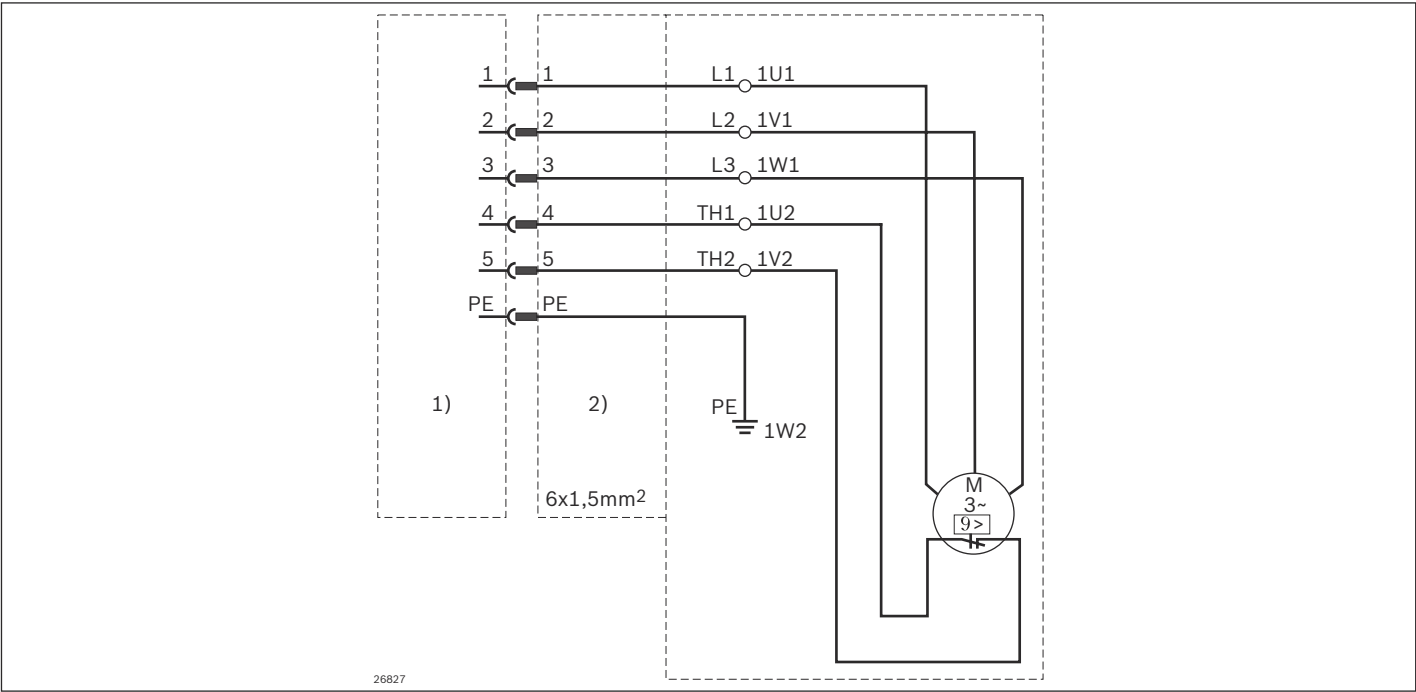 1 1 L1 1U1
2 2 L2 1V1
3 3 L3 1W1
4 4 TH1 1U2
5 5 TH2 1V2
PE PE
1) 2) PE
1W2
6x1,5mm2
M
3~
9>
26827